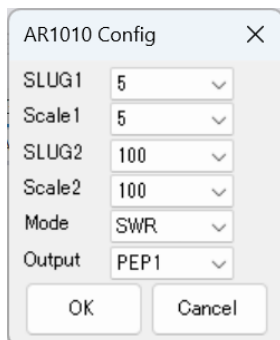 AR1010 Config
SLUG1 5
Scale1 5
SLUG2 100
Scale2 100
Mode SWR
Output PEP1
OK Cancel